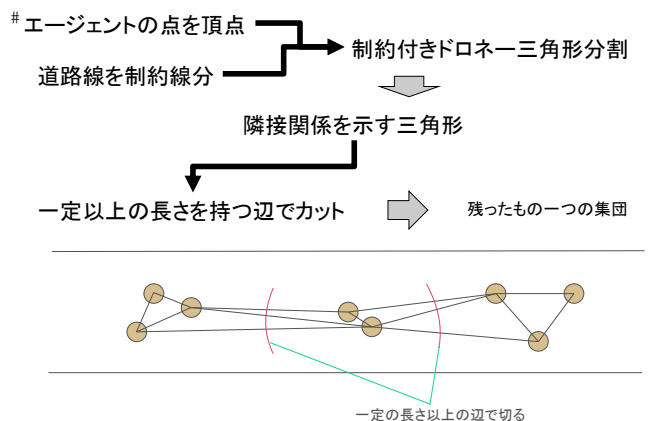 #エージェントの点を頂点
道路線を制約線分
制約付きドロネー三角形分割
隣接関係を示す三角形
一定以上の長さを持つ辺でカット
残ったもの一つの集団
一定の長さ以上の辺で切る